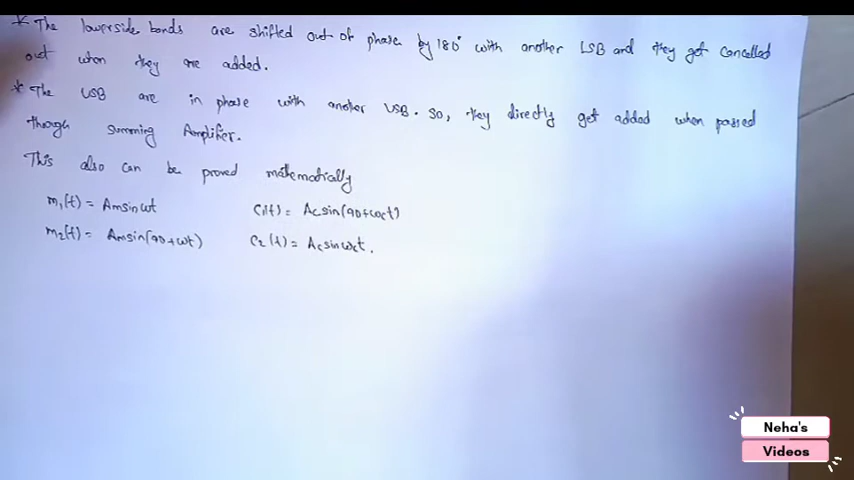 * The lowerside bands are shifted out of phase by 180° with another LSB and they get cancelled
out when they are added.
* The USB are in phase with another USB. So, they directly get added when passed
though summing Amplifier.
This also can be proved matematically
m₁(t) = Amsinωt C₁(t) = Acsin(90+ωct)
m₂(t) = Amsin(90+ωt) C₂(t) = Acsinωct.
Neha's
Videos